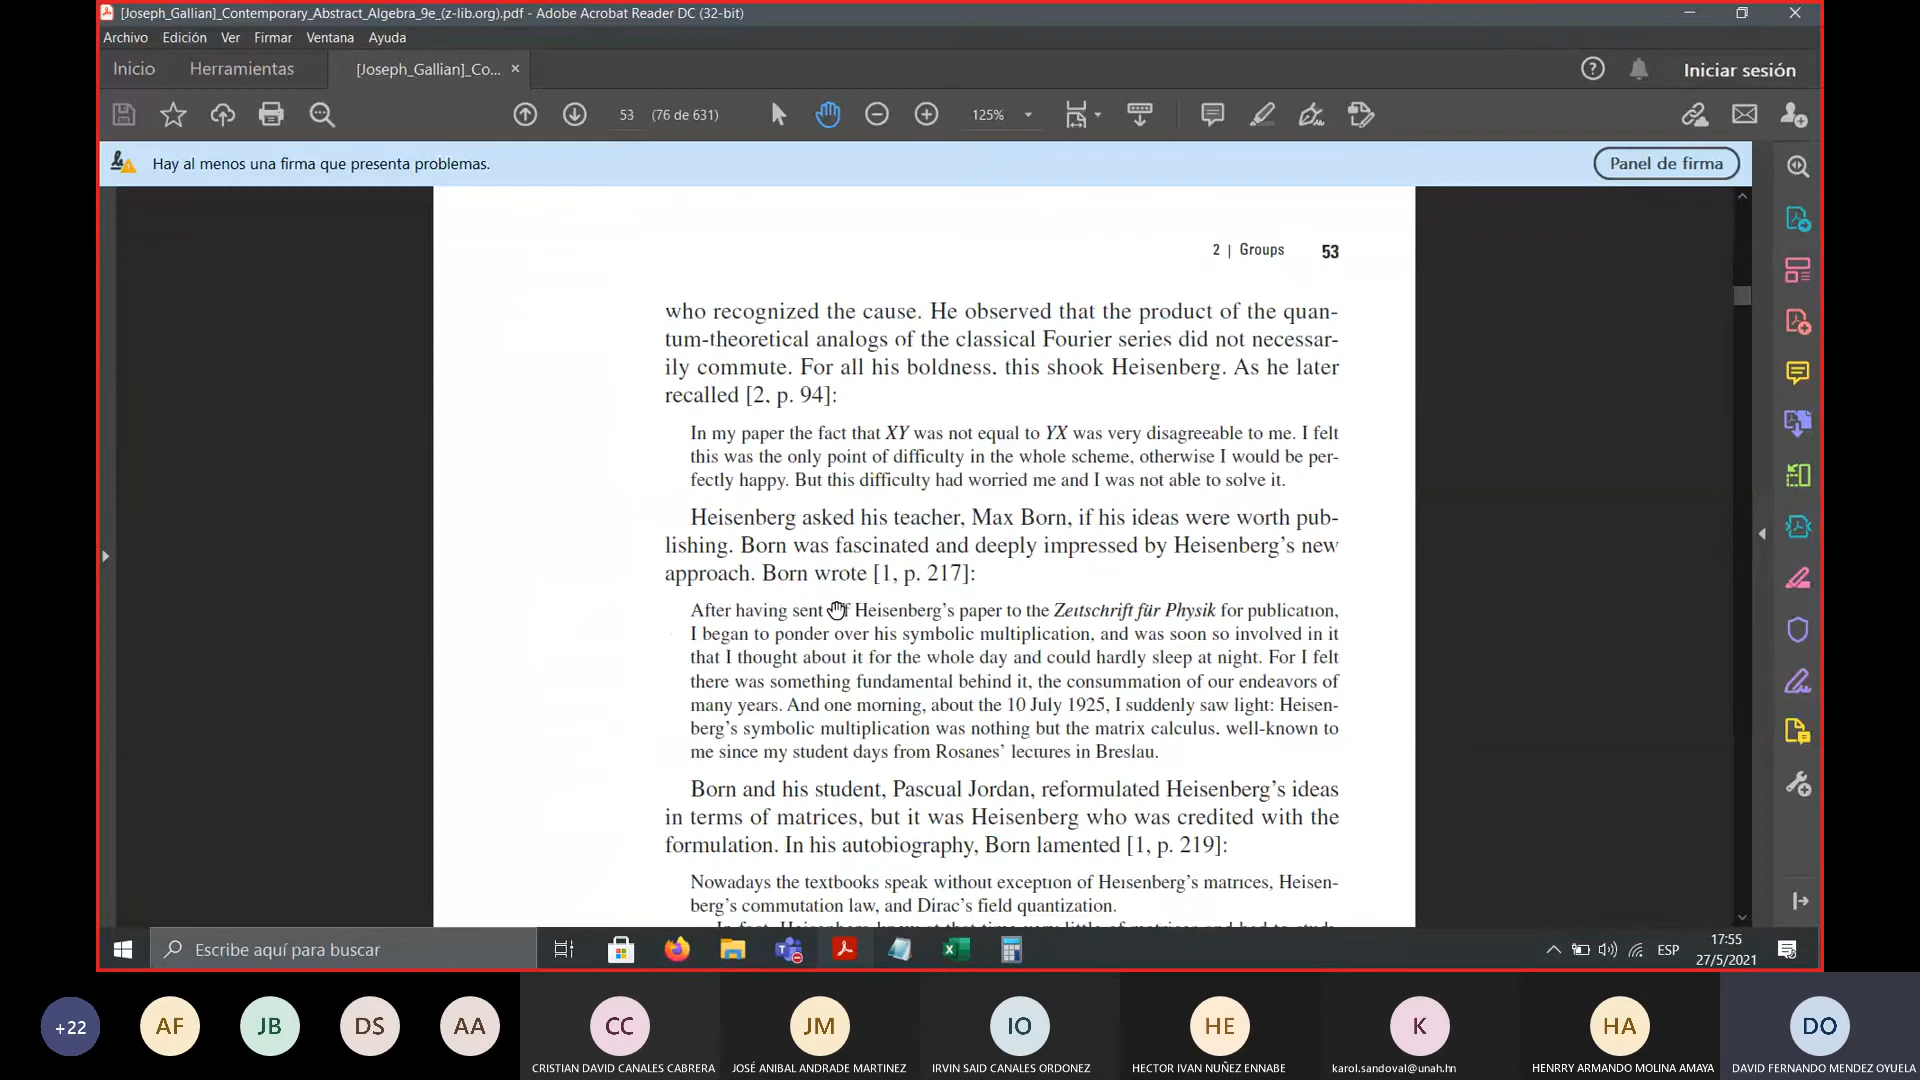 [Joseph_Gallian]_Contemporary_Abstract_Algebra_9e_(z-lib.org).pdf - Adobe Acrobat Reader DC (32-bit)
Archivo Edición Ver Firmar Ventana Ayuda
Inicio Herramientas [Joseph_Gallian]_Co... × Iniciar sesión
53 (76 de 631) 125%
Hay al menos una firma que presenta problemas. Panel de firma
2 | Groups 53
who recognized the cause. He observed that the product of the quan-
tum-theoretical analogs of the classical Fourier series did not necessar-
ily commute. For all his boldness, this shook Heisenberg. As he later
recalled [2, p. 94]:
In my paper the fact that XY was not equal to YX was very disagreeable to me. I felt
this was the only point of difficulty in the whole scheme, otherwise I would be per-
fectly happy. But this difficulty had worried me and I was not able to solve it.
Heisenberg asked his teacher, Max Born, if his ideas were worth pub-
lishing. Born was fascinated and deeply impressed by Heisenberg’s new
approach. Born wrote [1, p. 217]:
After having sent off Heisenberg’s paper to the Zeitschrift für Physik for publication,
I began to ponder over his symbolic multiplication, and was soon so involved in it
that I thought about it for the whole day and could hardly sleep at night. For I felt
there was something fundamental behind it, the consummation of our endeavors of
many years. And one morning, about the 10 July 1925, I suddenly saw light: Heisen-
berg’s symbolic multiplication was nothing but the matrix calculus, well-known to
me since my student days from Rosanes’ lectures in Breslau.
Born and his student, Pascual Jordan, reformulated Heisenberg’s ideas
in terms of matrices, but it was Heisenberg who was credited with the
formulation. In his autobiography, Born lamented [1, p. 219]:
Nowadays the textbooks speak without exception of Heisenberg’s matrices, Heisen-
berg’s commutation law, and Dirac’s field quantization.
Escribe aquí para buscar
ESP
17:55
27/5/2021
+22 AF JB DS AA CC JM IO HE K HA DO
CRISTIAN DAVID CANALES CABRERA JOSÉ ANIBAL ANDRADE MARTINEZ IRVIN SAID CANALES ORDONEZ HECTOR IVAN NUÑEZ ENNABE karol.sandoval@unah.hn HENRRY ARMANDO MOLINA AMAYA DAVID FERNANDO MENDEZ OYUELA